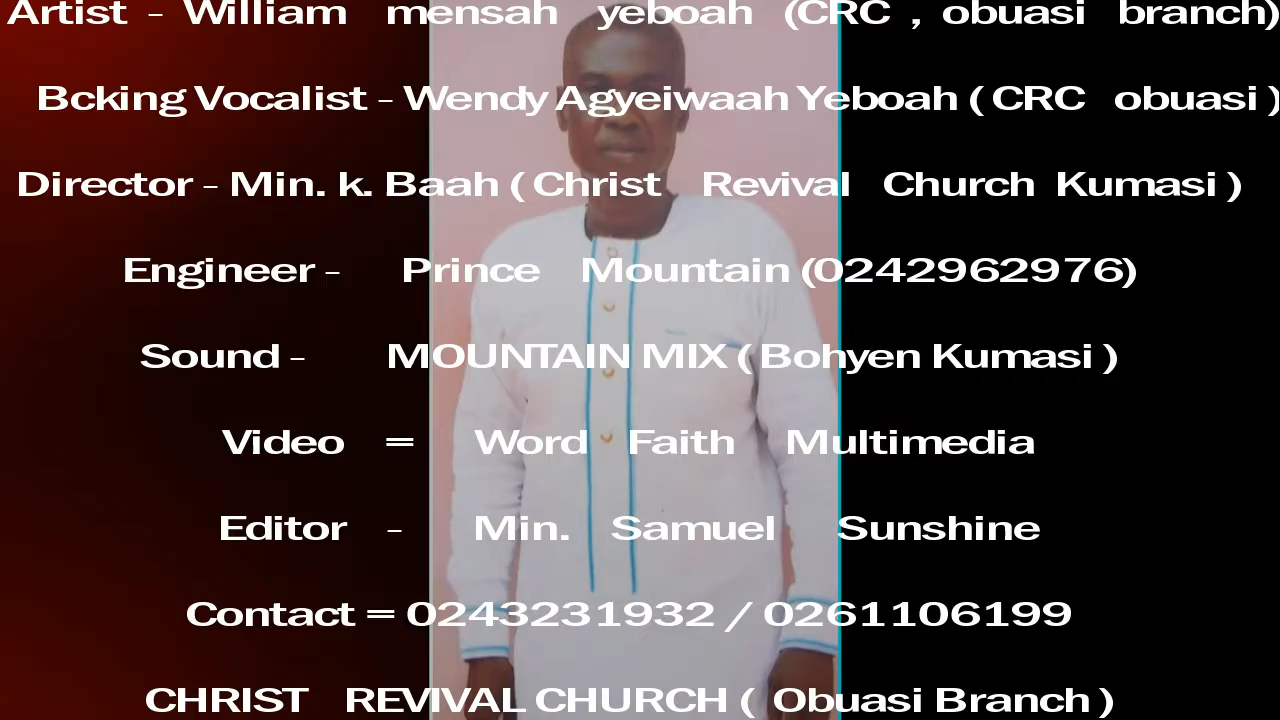 Artist - William mensah yeboah (CRC , obuasi branch)
Bcking Vocalist - Wendy Agyeiwaah Yeboah ( CRC obuasi )
Director - Min. k. Baah ( Christ Revival Church Kumasi )
Engineer - Prince Mountain (0242962976)
Sound - MOUNTAIN MIX ( Bohyen Kumasi )
Video = Word Faith Multimedia
Editor - Min. Samuel Sunshine
Contact = 0243231932 / 0261106199
CHRIST REVIVAL CHURCH ( Obuasi Branch )